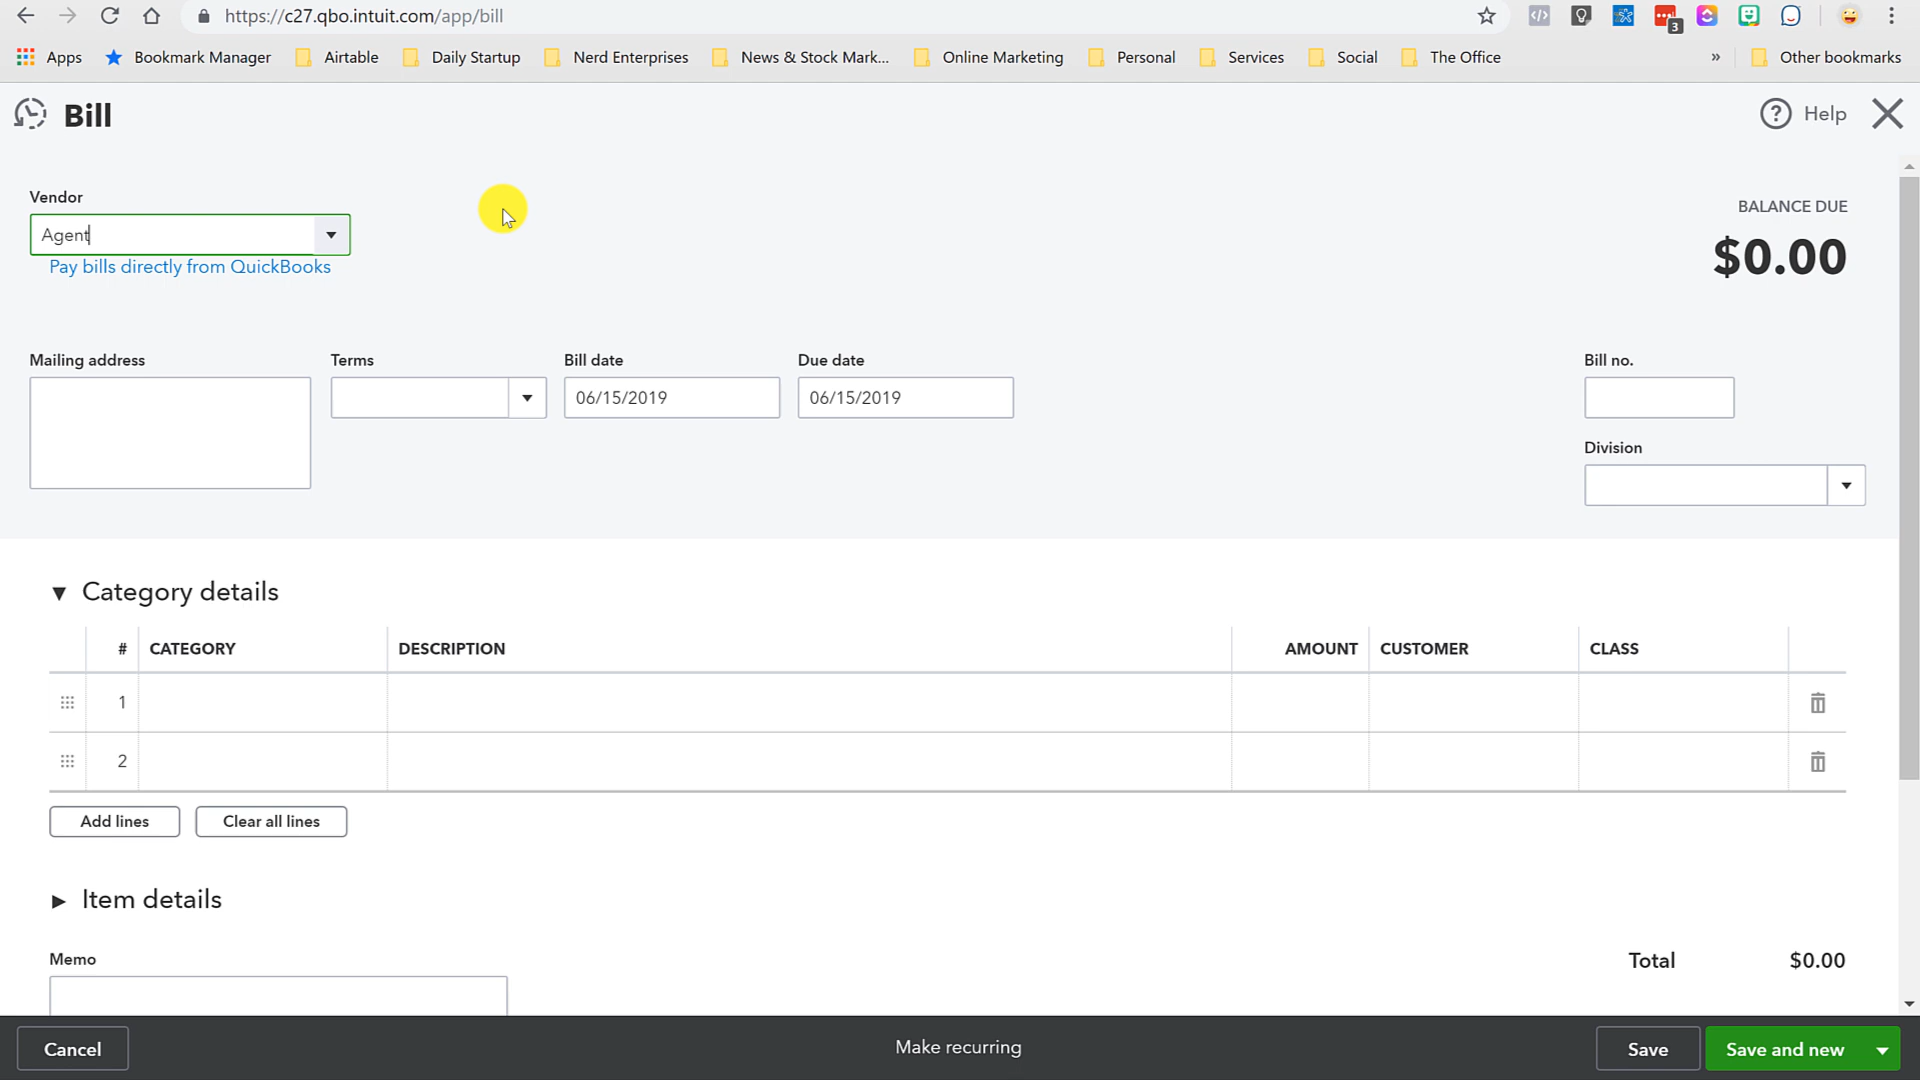 https://c27.qbo.intuit.com/app/bill
3
Apps Bookmark Manager Airtable Daily Startup Nerd Enterprises News & Stock Mark... Online Marketing Personal Services Social The Office » Other bookmarks
Bill
? Help
Vendor
BALANCE DUE
Agent
$0.00
Pay bills directly from QuickBooks
Mailing address Terms Bill date Due date Bill no.
06/15/2019 06/15/2019
Division
Category details
# CATEGORY DESCRIPTION AMOUNT CUSTOMER CLASS
1
2
Add lines Clear all lines
Item details
Memo
Total $0.00
Cancel Make recurring Save Save and new